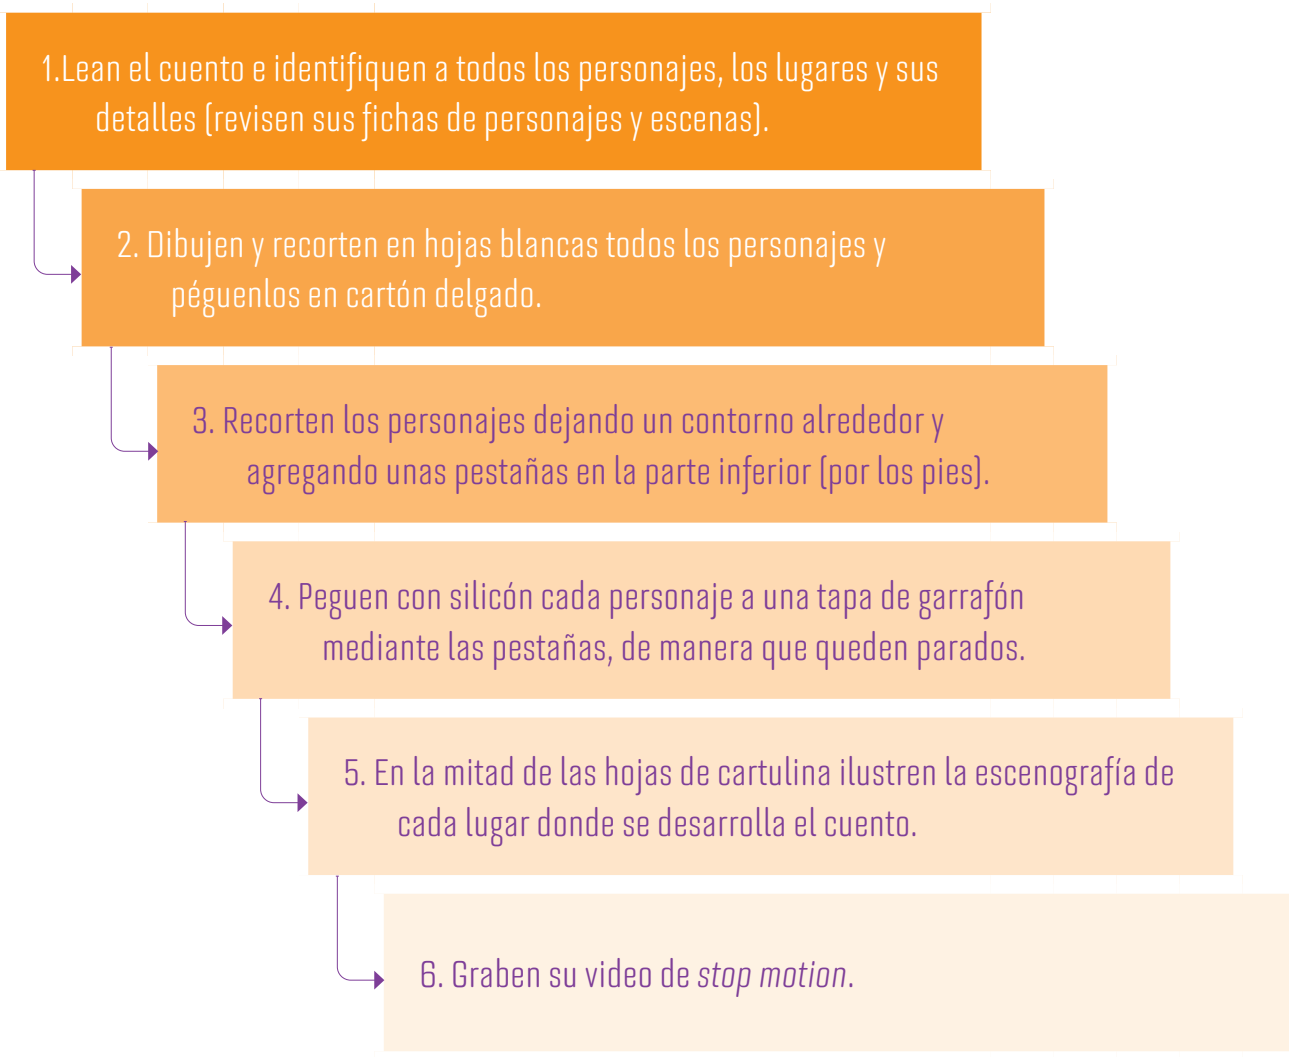 1.Lean el cuento e identifiquen a todos los personajes, los lugares y sus
detalles (revisen sus fichas de personajes y escenas).
2. Dibujen y recorten en hojas blancas todos los personajes y
péguenlos en cartón delgado.
3. Recorten los personajes dejando un contorno alrededor y
agregando unas pestañas en la parte inferior (por los pies).
4. Peguen con silicón cada personaje a una tapa de garrafón
mediante las pestañas, de manera que queden parados.
5. En la mitad de las hojas de cartulina ilustren la escenografía de
cada lugar donde se desarrolla el cuento.
6. Graben su video de stop motion.